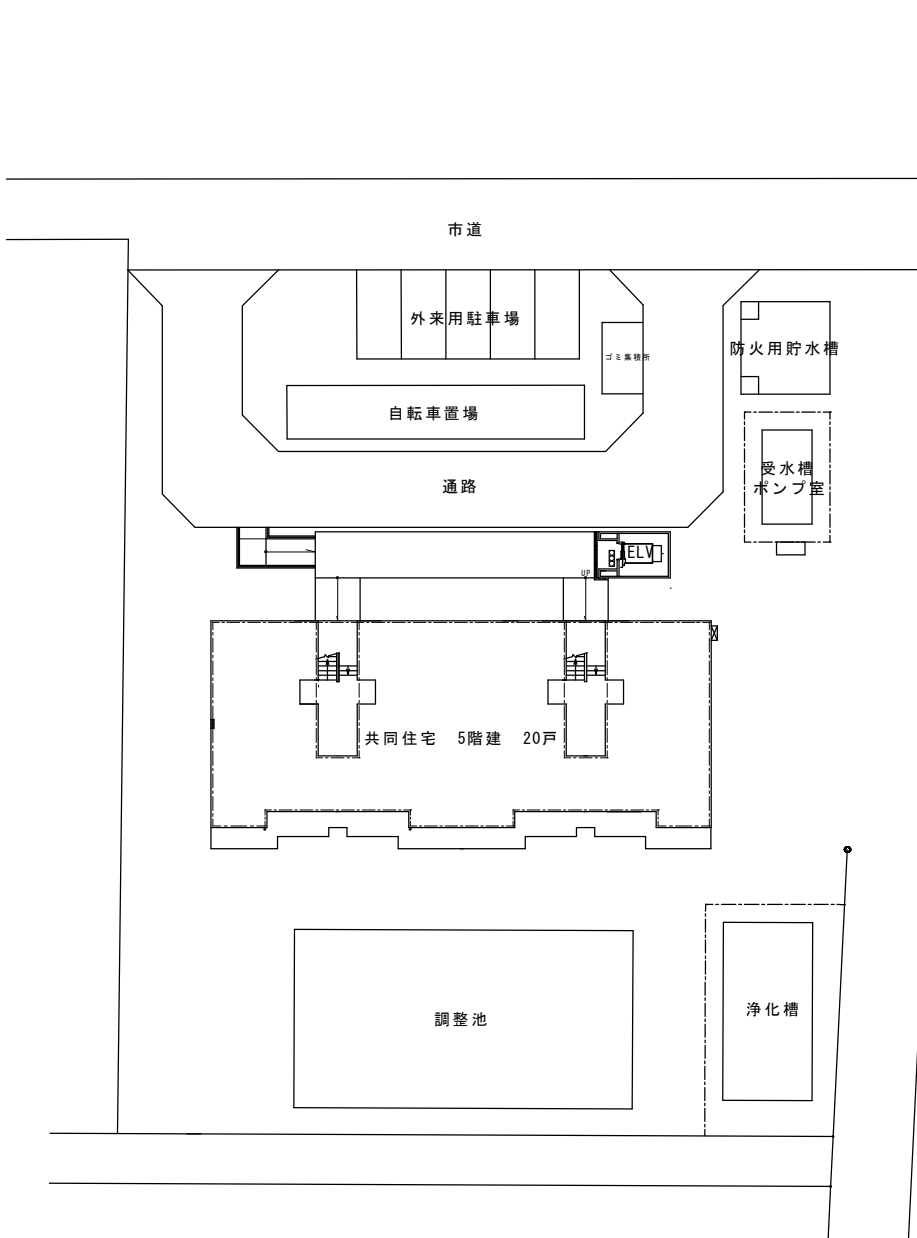 市道
外来用駐車場
ゴミ集積所
防火用貯水槽
自転車置場
受水槽
ポンプ室
通路
ELV
UP
共同住宅　5階建　20戸
調整池
浄化槽